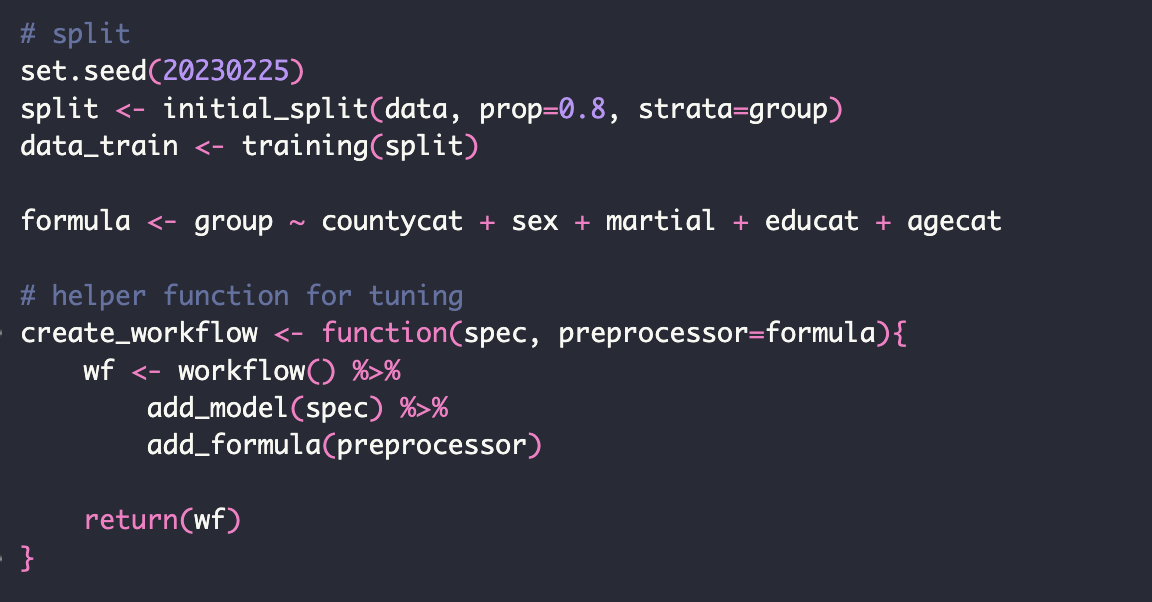 # split
set.seed(20230225)
split <- initial_split(data, prop=0.8, strata=group)
data_train <- training(split)
formula <- group ~ countycat + sex + martial + educat + agecat
# helper function for tuning
create_workflow <- function(spec, preprocessor=formula){
    wf <- workflow() %>%
        add_model(spec) %>%
        add_formula(preprocessor)
    return(wf)
}